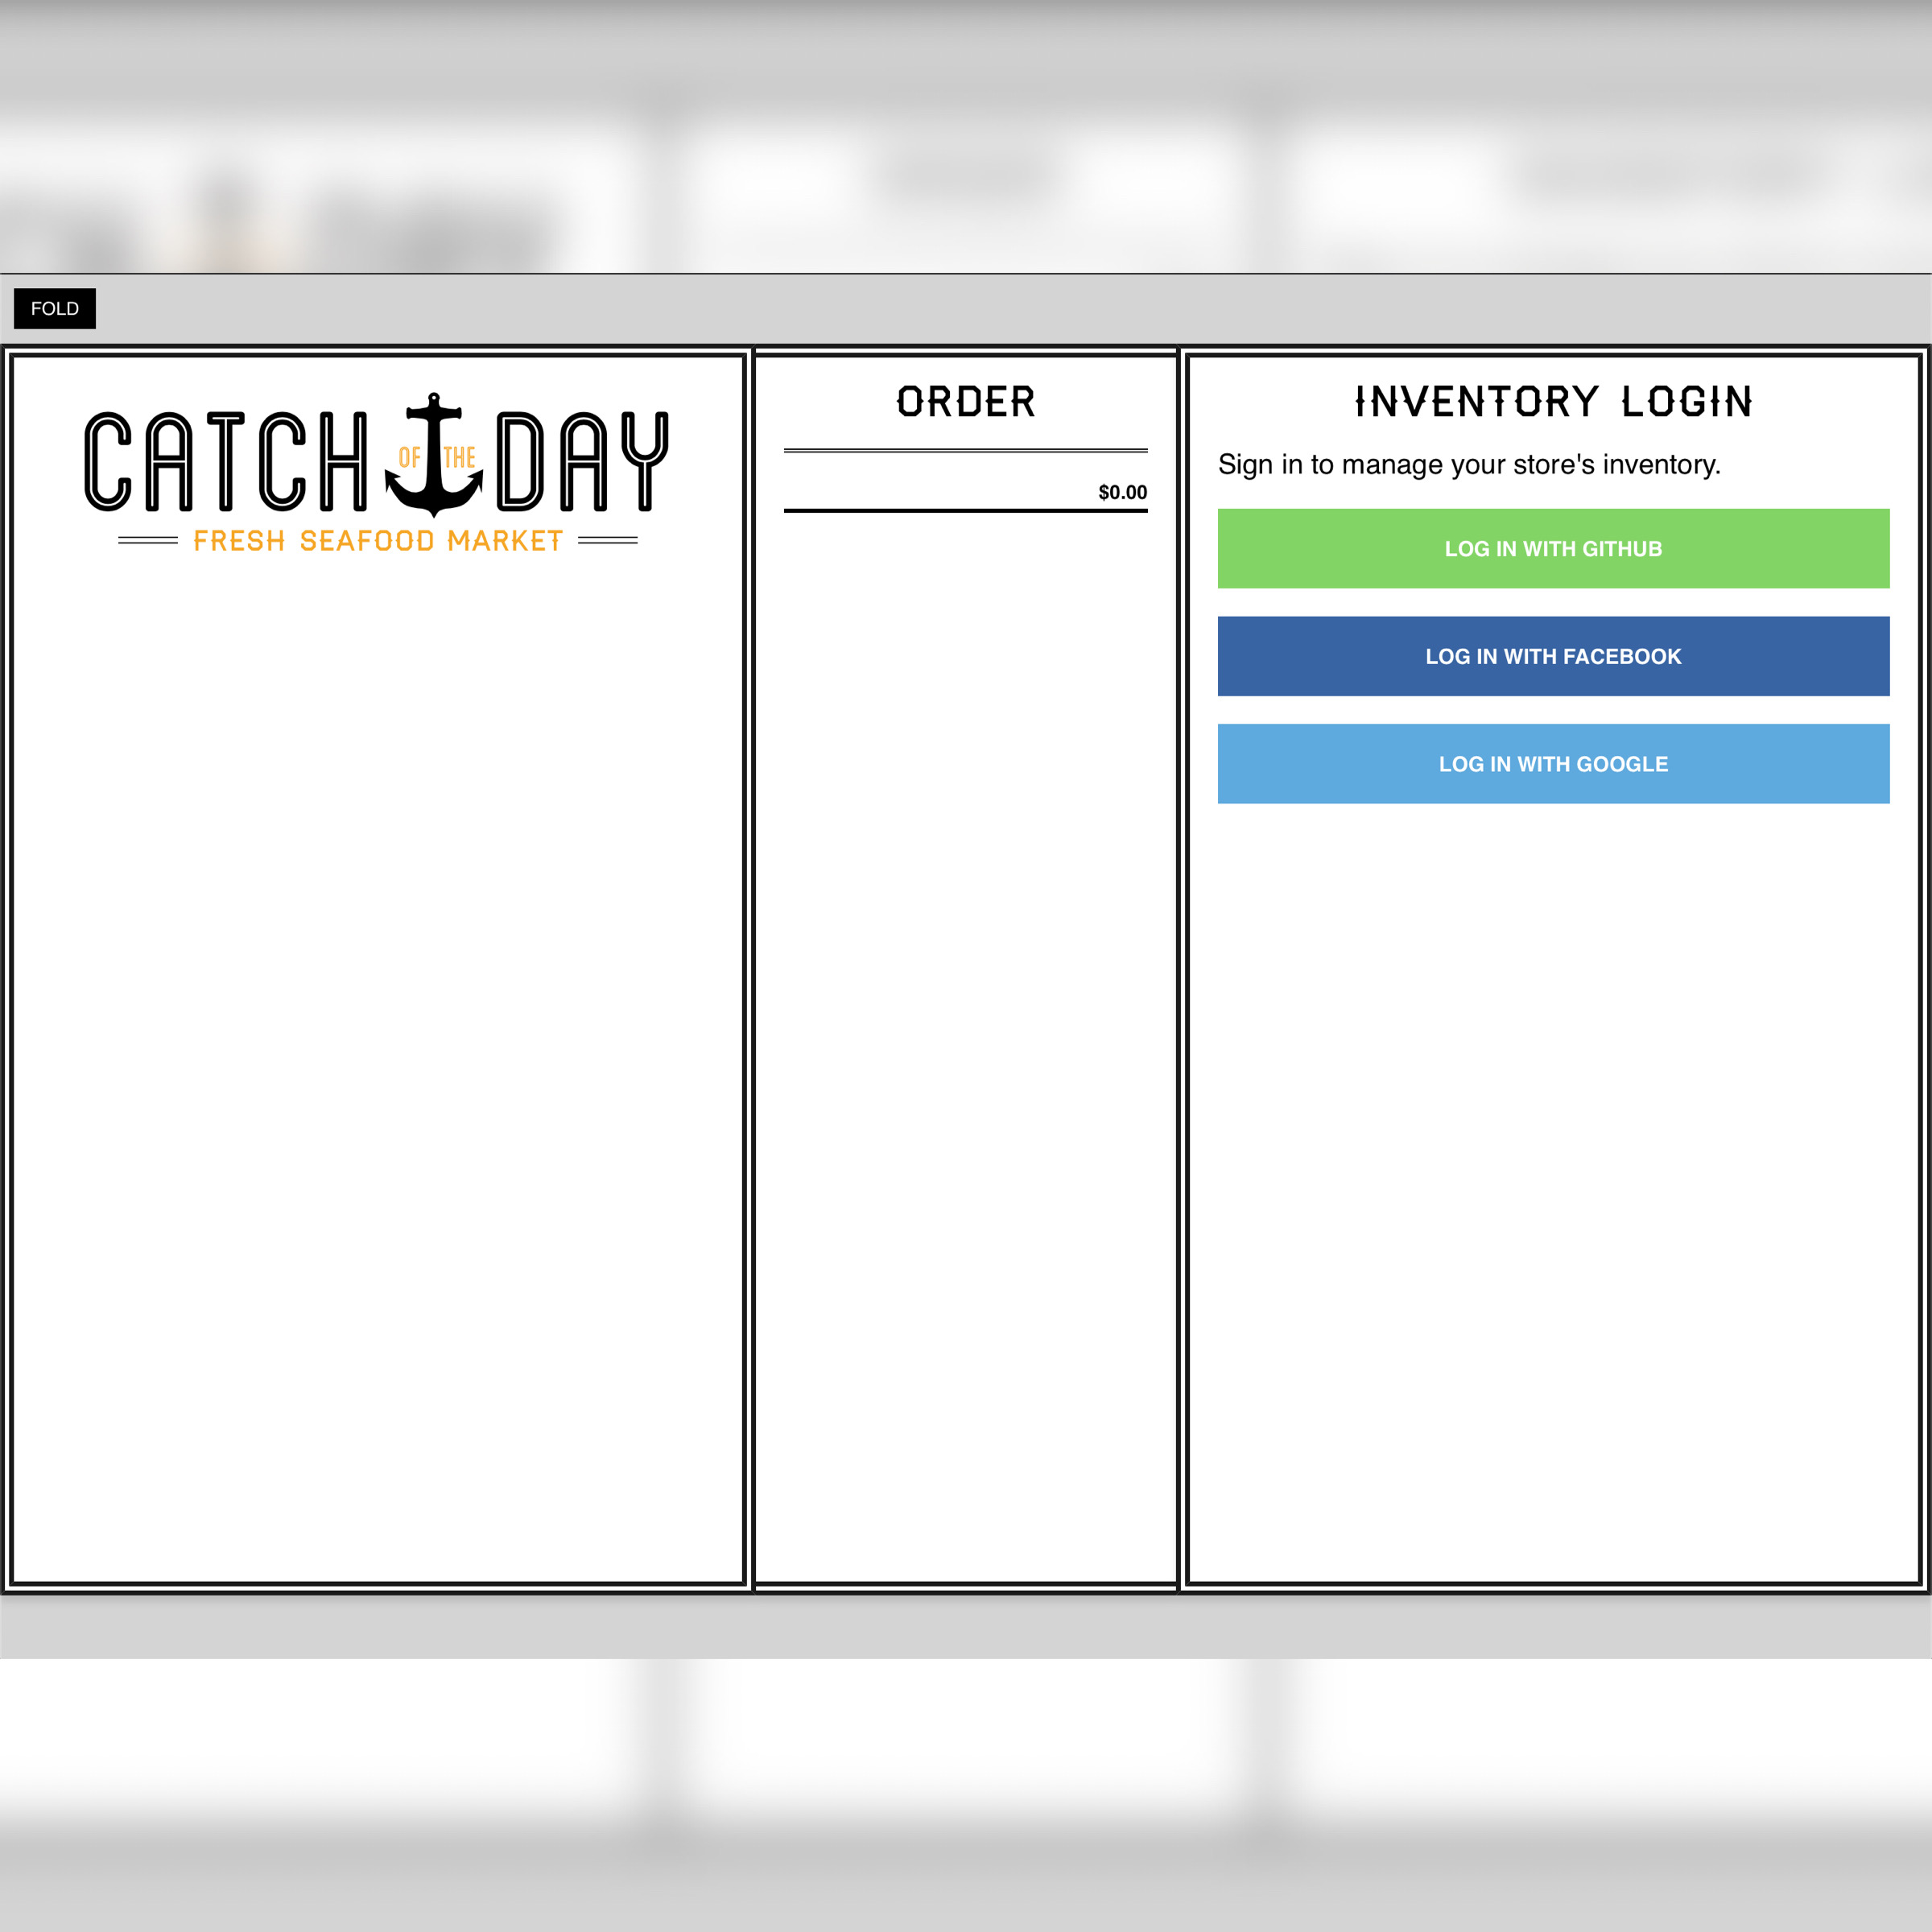 FOLD
CATCH OF THE DAY
FRESH SEAFOOD MARKET
ORDER
$0.00
INVENTORY LOGIN
Sign in to manage your store's inventory.
LOG IN WITH GITHUB
LOG IN WITH FACEBOOK
LOG IN WITH GOOGLE